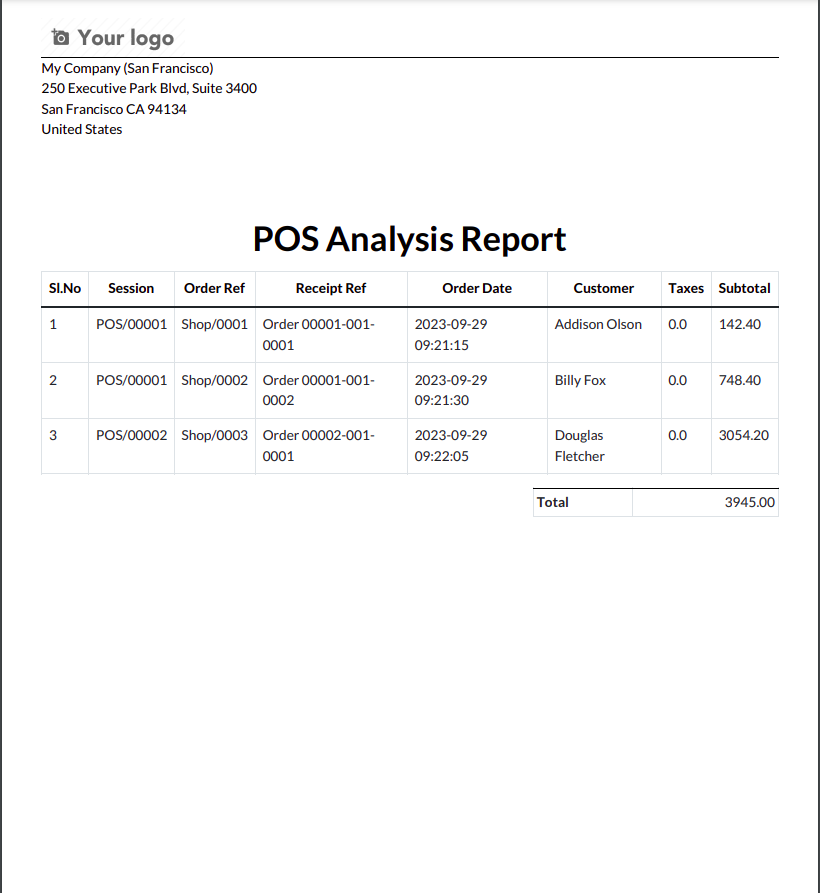 Your logo
My Company (San Francisco)
250 Executive Park Blvd, Suite 3400
San Francisco CA 94134
United States
POS Analysis Report
Sl.No Session Order Ref Receipt Ref Order Date Customer Taxes Subtotal
1 POS/00001 Shop/0001 Order 00001-001- 2023-09-29 Addison Olson 0.0 142.40
0001 09:21:15
2 POS/00001 Shop/0002 Order 00001-001- 2023-09-29 Billy Fox 0.0 748.40
0002 09:21:30
3 POS/00002 Shop/0003 Order 00002-001- 2023-09-29 Douglas 0.0 3054.20
0001 09:22:05 Fletcher
Total 3945.00